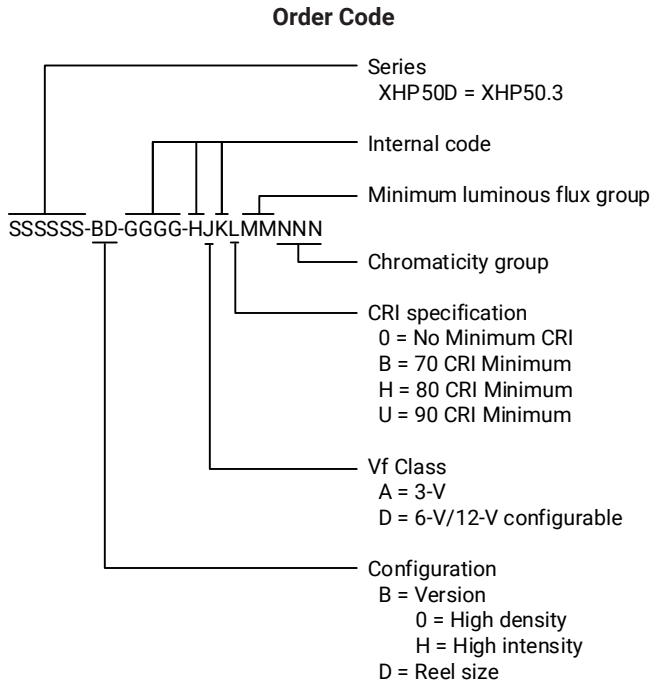 Order Code
Series
XHP50D = XHP50.3
Internal code
Minimum luminous flux group
SSSSSS-BD-GGGG-HJKLMMNNN
Chromaticity group
CRI specification
0 = No Minimum CRI
B = 70 CRI Minimum
H = 80 CRI Minimum
U = 90 CRI Minimum
Vf Class
A = 3-V
D = 6-V/12-V configurable
Configuration
B = Version
0 = High density
H = High intensity
D = Reel size